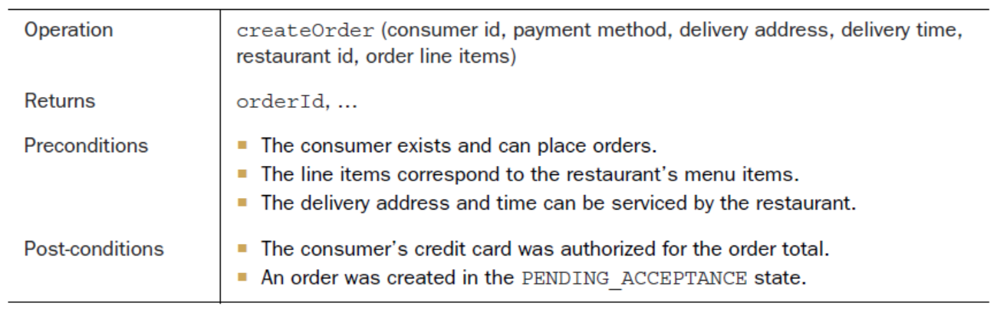 Operation
createOrder (consumer id, payment method, delivery address, delivery time,
restaurant id, order line items)
Returns
orderId, ...
Preconditions
■ The consumer exists and can place orders.
■ The line items correspond to the restaurant's menu items.
■ The delivery address and time can be serviced by the restaurant.
Post-conditions
■ The consumer's credit card was authorized for the order total.
■ An order was created in the PENDING_ACCEPTANCE state.